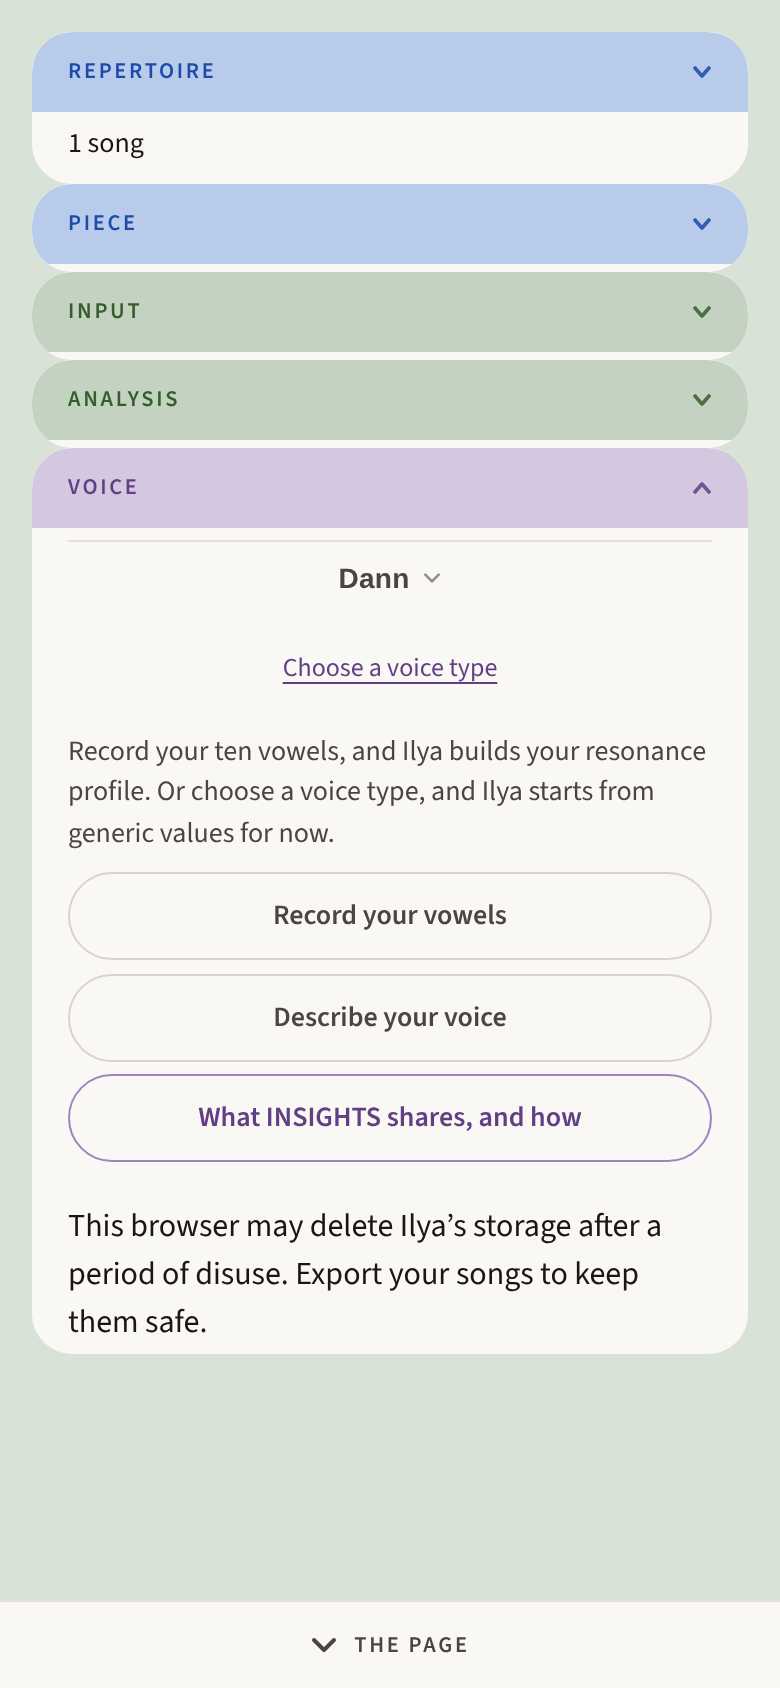 REPERTOIRE
1 song
PIECE
INPUT
ANALYSIS
VOICE
Dann
Choose a voice type
Record your ten vowels, and Ilya builds your resonance
profile. Or choose a voice type, and Ilya starts from
generic values for now.
Record your vowels
Describe your voice
What INSIGHTS shares, and how
This browser may delete Ilya’s storage after a
period of disuse. Export your songs to keep
them safe.
THE PAGE